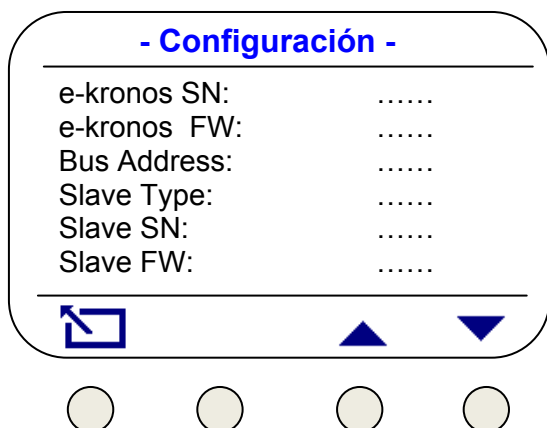 - Configuración -
e-kronos SN: ......
e-kronos FW: ......
Bus Address: ......
Slave Type: ......
Slave SN: ......
Slave FW: ......